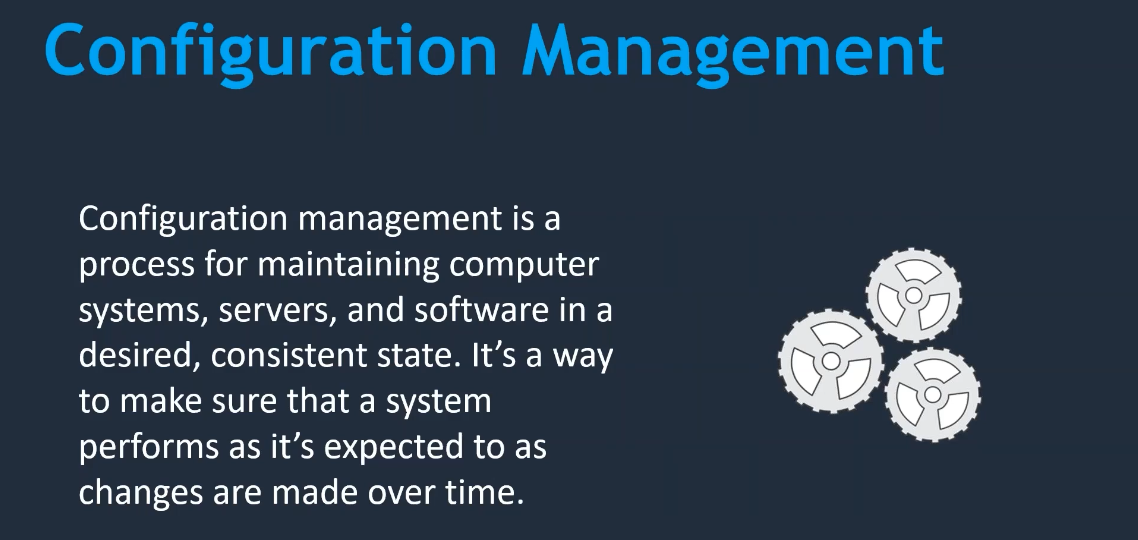 Configuration Management
Configuration management is a
process for maintaining computer
systems, servers, and software in a
desired, consistent state. It’s a way
to make sure that a system
performs as it’s expected to as
changes are made over time.